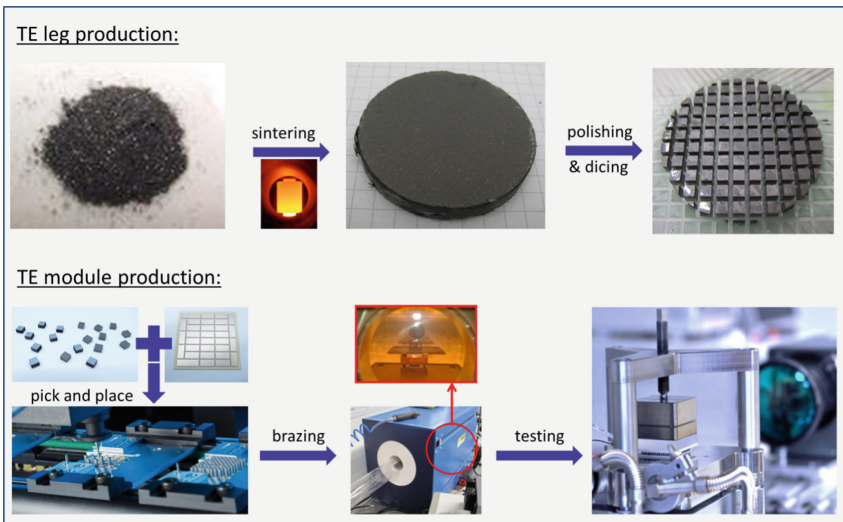 TE leg production:
sintering
polishing
& dicing
TE module production:
pick and place
brazing
testing